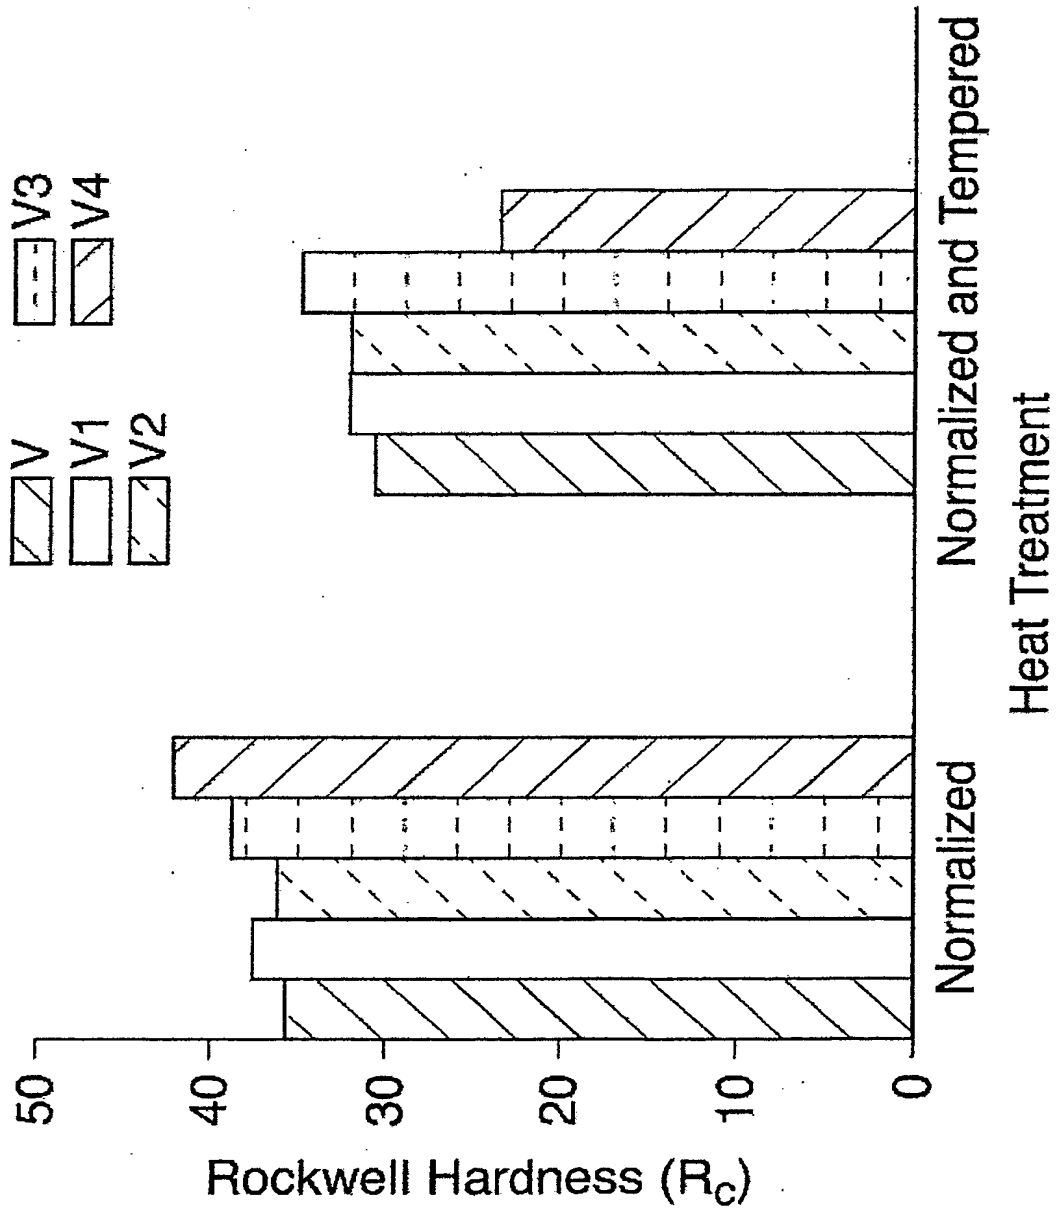 V
V1
V2
V3
V4
50
40
30
20
10
0
Rockwell Hardness (RC)
Normalized
Normalized and Tempered
Heat Treatment